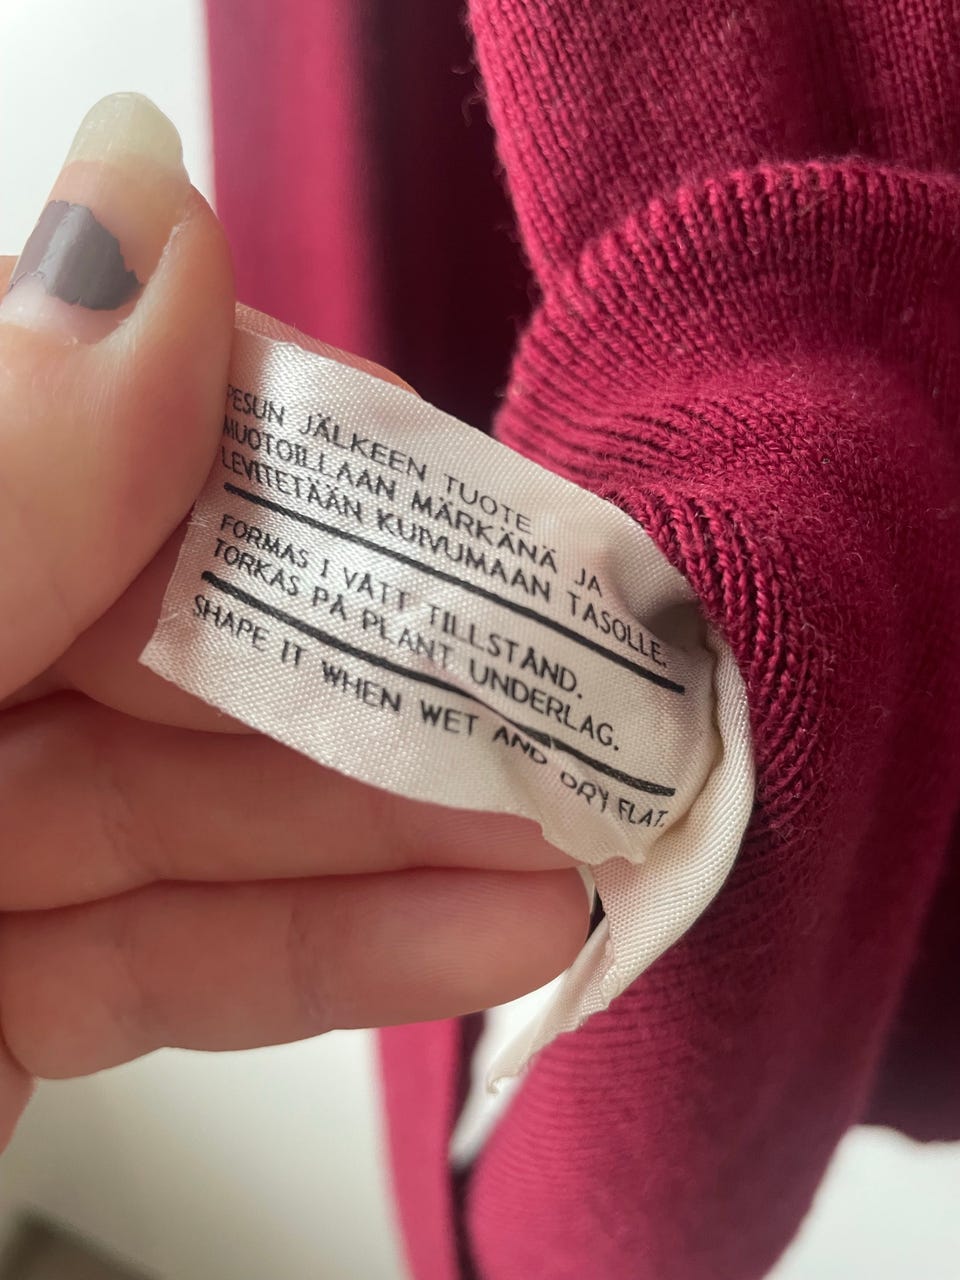 PESUN JÄLKEEN TUOTE
MUOTOILLAAN MÄRKÄNÄ JA
LEVITETÄÄN KUIVUMAAN TASOLLE.
FORMAS I VÅTT TILLSTÅND.
TORKAS PÅ PLANT UNDERLAG.
SHAPE IT WHEN WET AND DRY FLAT.